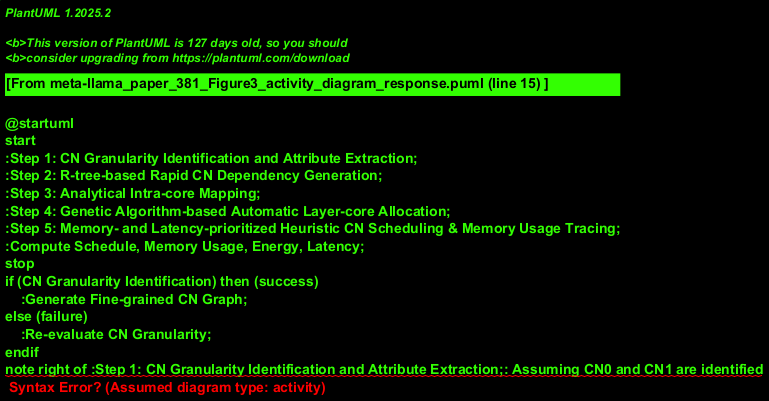 PlantUML 1.2025.2
<b>This version of PlantUML is 127 days old, so you should
<b>consider upgrading from https://plantuml.com/download
[From meta-llama_paper_381_Figure3_activity_diagram_response.puml (line 15) ]
@startuml
start
:Step 1: CN Granularity Identification and Attribute Extraction;
:Step 2: R-tree-based Rapid CN Dependency Generation;
:Step 3: Analytical Intra-core Mapping;
:Step 4: Genetic Algorithm-based Automatic Layer-core Allocation;
:Step 5: Memory- and Latency-prioritized Heuristic CN Scheduling & Memory Usage Tracing;
:Compute Schedule, Memory Usage, Energy, Latency;
stop
if (CN Granularity Identification) then (success)
    :Generate Fine-grained CN Graph;
else (failure)
    :Re-evaluate CN Granularity;
endif
note right of :Step 1: CN Granularity Identification and Attribute Extraction;: Assuming CN0 and CN1 are identified
Syntax Error? (Assumed diagram type: activity)